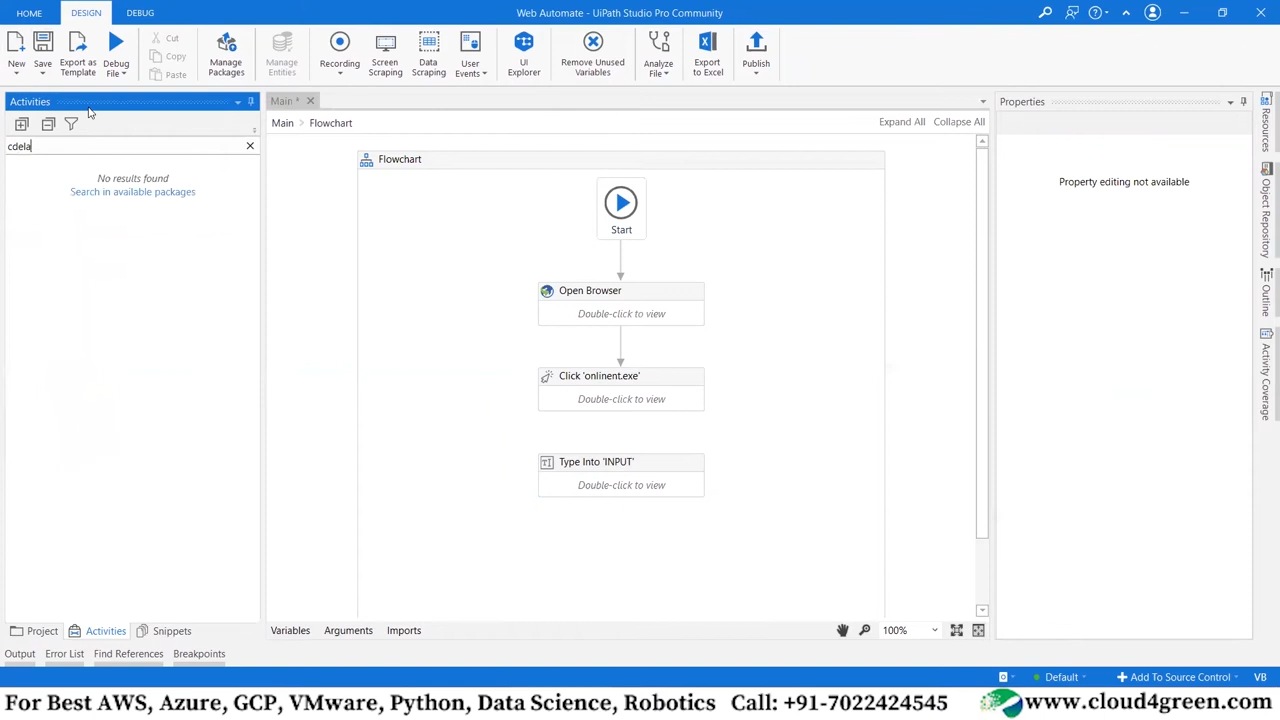 HOME DESIGN DEBUG
Web Automate - UiPath Studio Pro Community
New
Save
Export as Template
Debug File
Cut
Copy
Paste
Manage Packages
Manage Entities
Recording
Screen Scraping
Data Scraping
User Events
UI Explorer
Remove Unused Variables
Analyze File
Export to Excel
Publish
Activities
cdela
No results found
Search in available packages
Main *
Main > Flowchart
Expand All Collapse All
Flowchart
Start
Open Browser
Double-click to view
Click 'onlinent.exe'
Double-click to view
Type Into 'INPUT'
Double-click to view
Properties
Property editing not available
Resources
Object Repository
Outline
Activity Coverage
Project Activities Snippets
Variables Arguments Imports
100%
Output Error List Find References Breakpoints
Default Add To Source Control VB
For Best AWS, Azure, GCP, VMware, Python, Data Science, Robotics Call: +91-7022424545 www.cloud4green.com